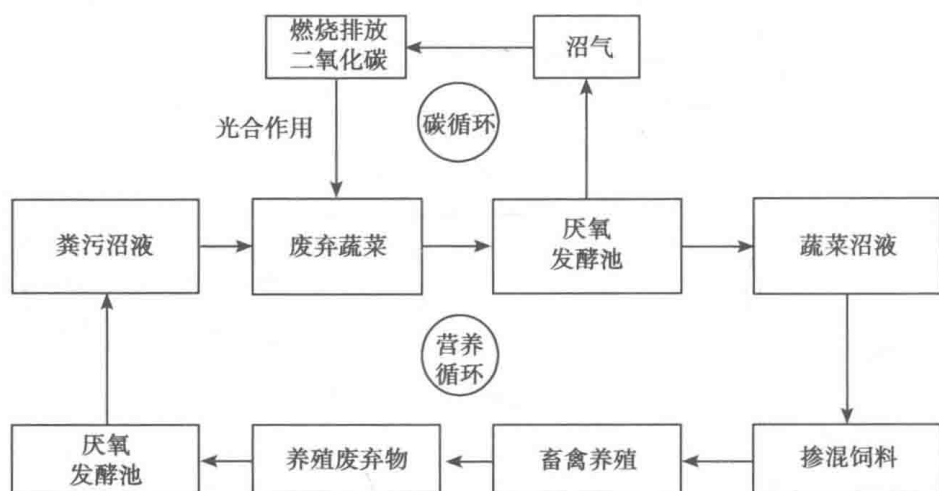 燃烧排放
二氧化碳
沼气
碳循环
光合作用
粪污沼液
废弃蔬菜
厌氧
发酵池
蔬菜沼液
营养
循环
厌氧
发酵池
养殖废弃物
畜禽养殖
掺混饲料